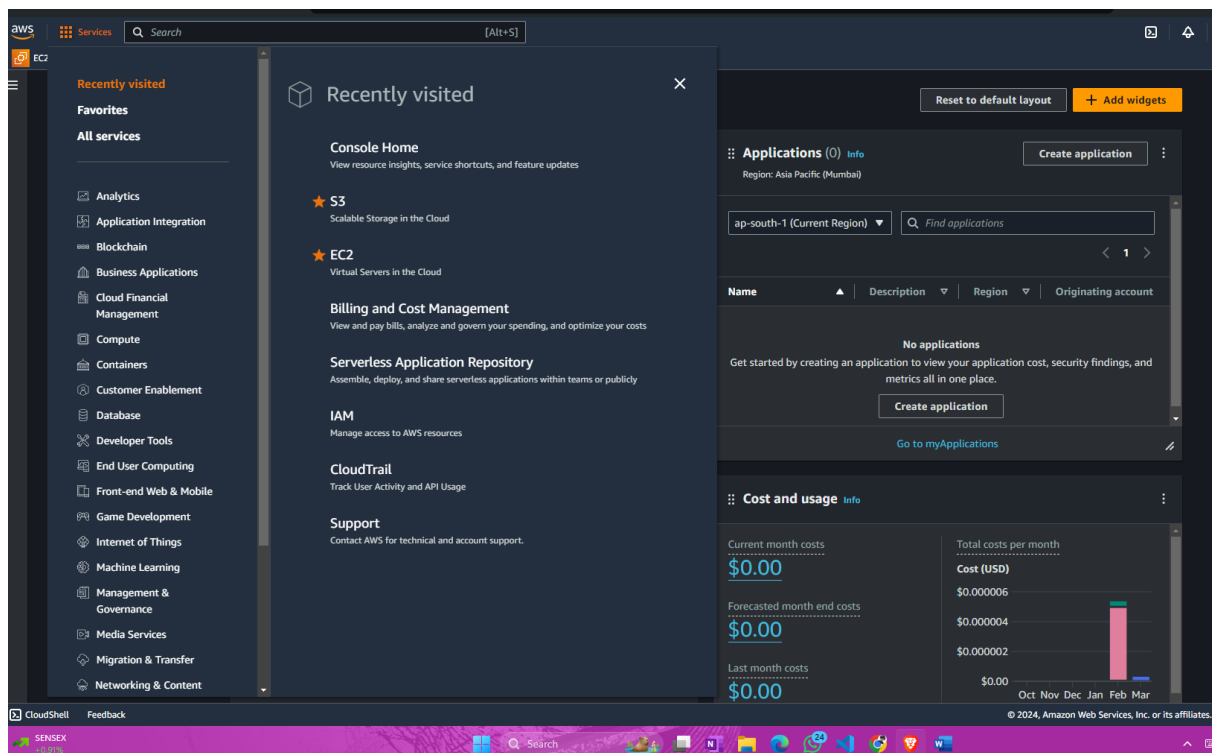 aws
Services
Search
[Alt+S]
EC2
Recently visited
Favorites
All services
Analytics
Application Integration
Blockchain
Business Applications
Cloud Financial
Management
Compute
Containers
Customer Enablement
Database
Developer Tools
End User Computing
Front-end Web & Mobile
Game Development
Internet of Things
Machine Learning
Management &
Governance
Media Services
Migration & Transfer
Networking & Content
Recently visited
Console Home
View resource insights, service shortcuts, and feature updates
S3
Scalable Storage in the Cloud
EC2
Virtual Servers in the Cloud
Billing and Cost Management
View and pay bills, analyze and govern your spending, and optimize your costs
Serverless Application Repository
Assemble, deploy, and share serverless applications within teams or publicly
IAM
Manage access to AWS resources
CloudTrail
Track User Activity and API Usage
Support
Contact AWS for technical and account support.
Reset to default layout
+ Add widgets
Applications (0) Info
Region: Asia Pacific (Mumbai)
Create application
ap-south-1 (Current Region)
Find applications
1
Name Description Region Originating account
No applications
Get started by creating an application to view your application cost, security findings, and
metrics all in one place.
Create application
Go to myApplications
Cost and usage Info
Current month costs
$0.00
Forecasted month end costs
$0.00
Last month costs
$0.00
Total costs per month
Cost (USD)
$0.000006
$0.000004
$0.000002
$0.00
Oct Nov Dec Jan Feb Mar
CloudShell Feedback
© 2024, Amazon Web Services, Inc. or its affiliates.
SENSEX
+0.91%
Search
24